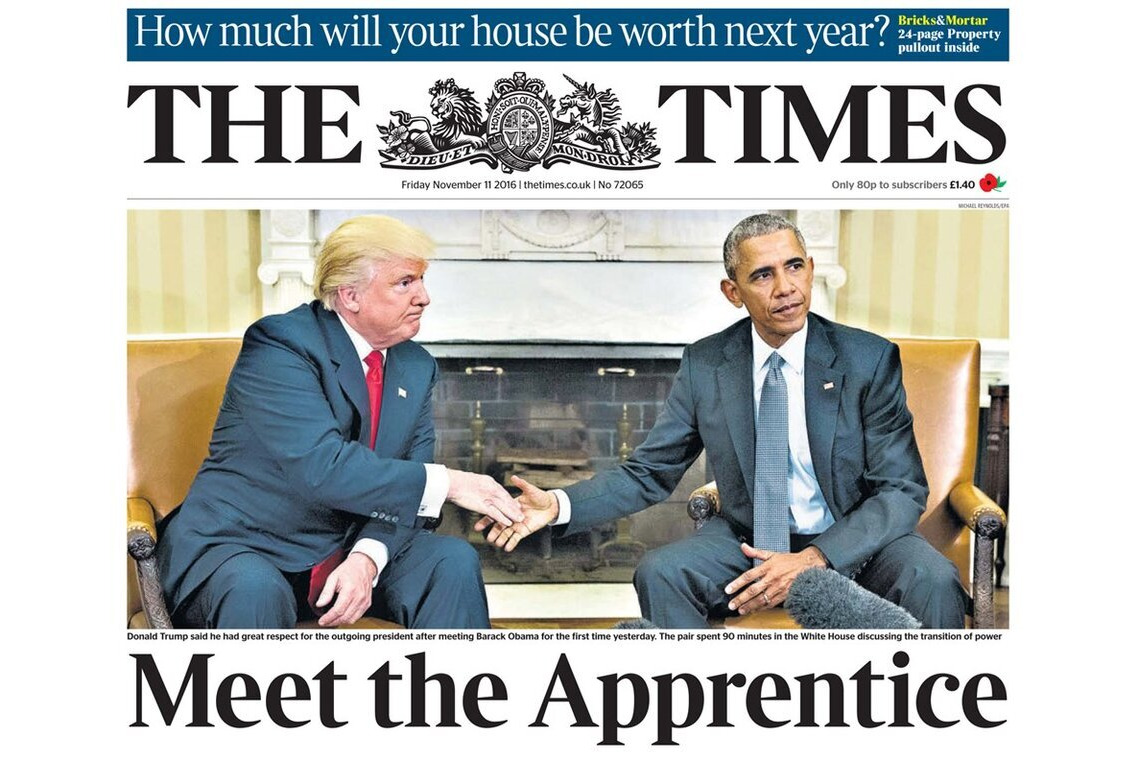 How much will your house be worth next year?
Bricks&Mortar
24-page Property
pullout inside
THE TIMES
HONI·SOIT·QUI·MAL·Y·PENSE
DIEU·ET MON·DROI
Friday November 11 2016 | thetimes.co.uk | No 72065
Only 80p to subscribers £1.40
MICHAEL REYNOLDS/EPA
Donald Trump said he had great respect for the outgoing president after meeting Barack Obama for the first time yesterday. The pair spent 90 minutes in the White House discussing the transition of power
Meet the Apprentice